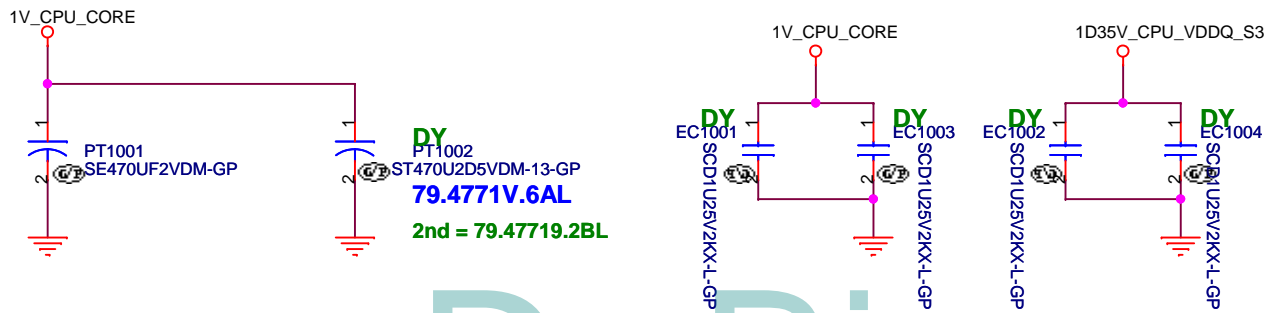 1V_CPU_CORE
1
2
PT1001
SE470UF2VDM-GP
G/P
1
2
DY
PT1002
ST470U2D5VDM-13-GP
G/P
79.4771V.6AL
2nd = 79.47719.2BL
1V_CPU_CORE
DY
EC1001
1
2
SCD1U25V2KX-L-GP
DY
EC1003
1
2
G/P
SCD1U25V2KX-L-GP
1D35V_CPU_VDDQ_S3
DY
EC1002
1
2
SCD1U25V2KX-L-GP
DY
EC1004
1
2
G/P
SCD1U25V2KX-L-GP